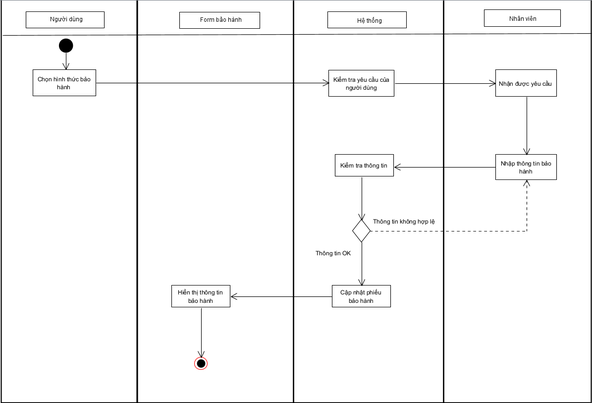 Người dùng
Form bảo hành
Hệ thống
Nhân viên
Chọn hình thức bảo
hành
Kiểm tra yêu cầu của
người dùng
Nhận được yêu cầu
Kiểm tra thông tin
Nhập thông tin bảo
hành
Thông tin không hợp lệ
Thông tin OK
Hiển thị thông tin
bảo hành
Cập nhật phiếu
bảo hành